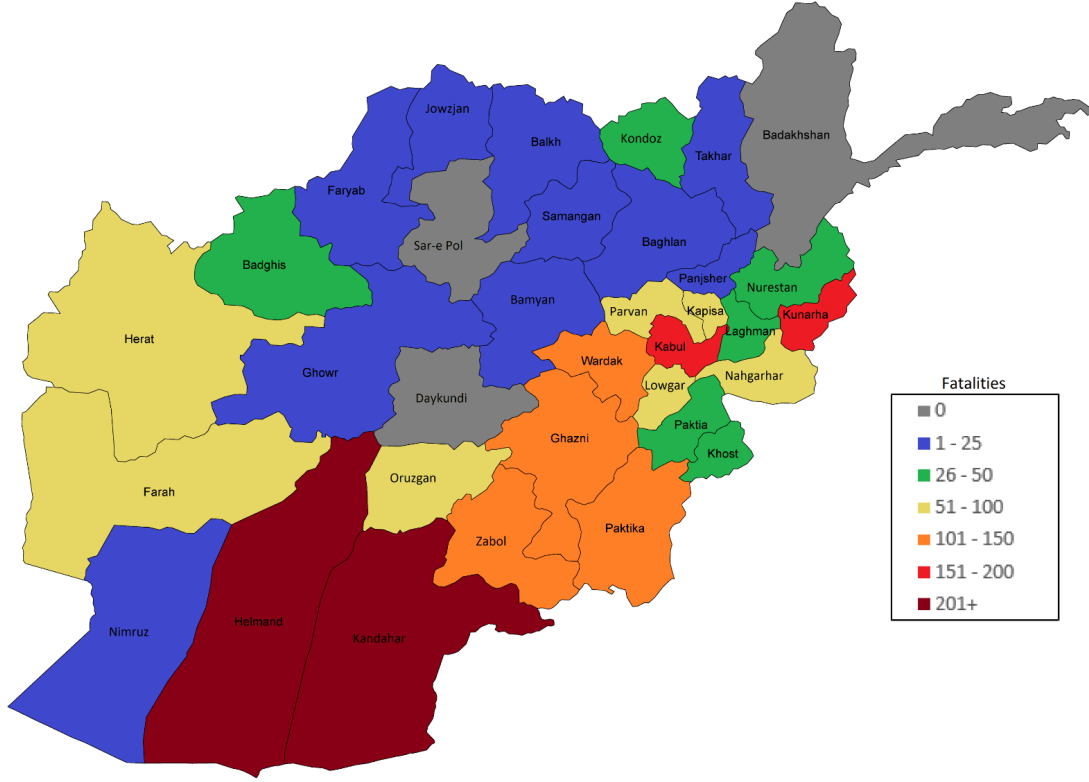 Jowzjan
Balkh
Kondoz
Badakhshan
Takhar
Faryab
Samangan
Baghlan
Sar-e Pol
Badghis
Panjsher
Nurestan
Bamyan
Parvan
Kapisa
Kunarha
Laghman
Herat
Kabul
Wardak
Ghowr
Nahgarhar
Lowgar
Daykundi
Paktia
Ghazni
Khost
Oruzgan
Farah
Paktika
Zabol
Helmand
Nimruz
Kandahar
Fatalities
0
1 - 25
26 - 50
51 - 100
101 - 150
151 - 200
201+